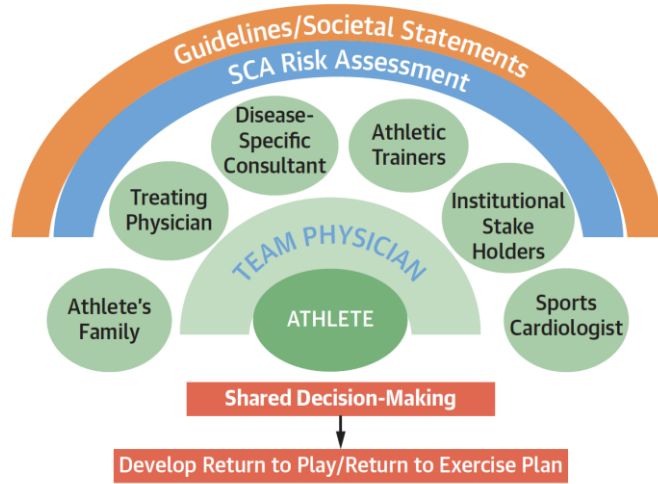 Guidelines/Societal Statements
SCA Risk Assessment
Disease-
Specific
Consultant
Athletic
Trainers
Treating
Physician
Institutional
Stake
Holders
TEAM PHYSICIAN
Athlete's
Family
ATHLETE
Sports
Cardiologist
Shared Decision-Making
Develop Return to Play/Return to Exercise Plan